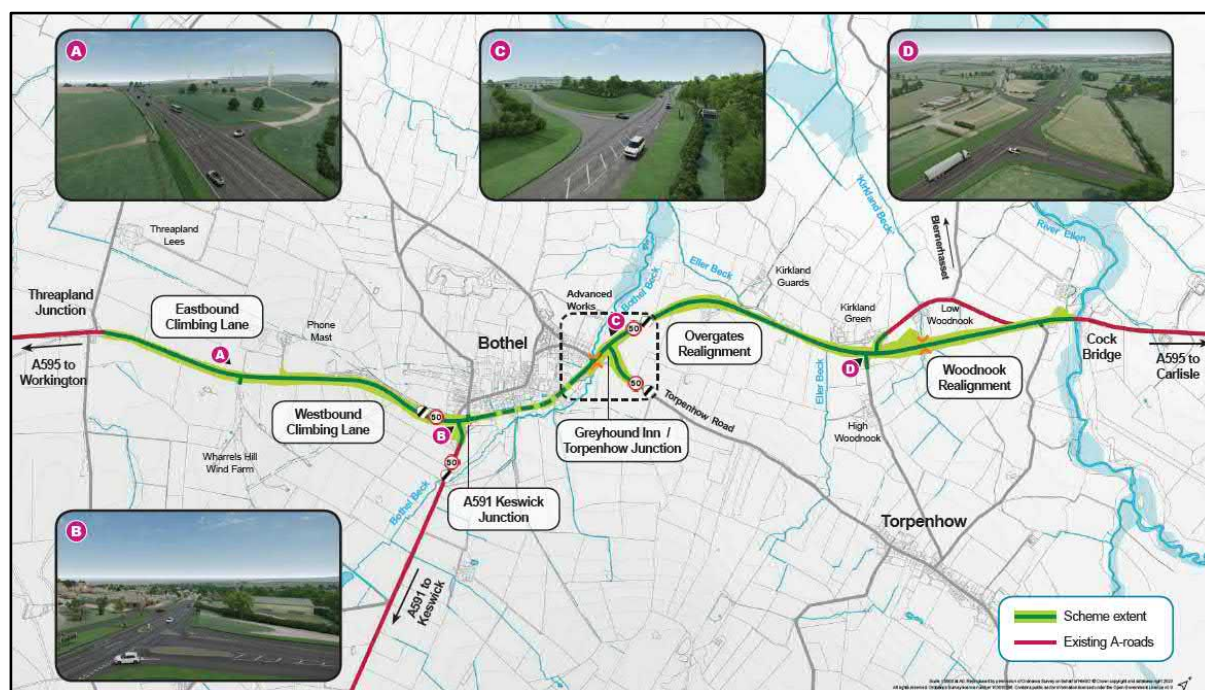 A
C
D
B
Threapland
Lees
Threapland
Junction
Eastbound
Climbing Lane
Phone
Mast
A
A595 to
Workington
Westbound
Climbing Lane
Wharrels Hill
Wind Farm
50
B
50
Bothel Beck
A591 Keswick
Junction
A591 to
Keswick
Bothel
Advanced
Works
Bothel Beck
C
50
50
Greyhound Inn /
Torpenhow Junction
Torpenhow Road
Overgates
Realignment
Eller Beck
Kirkland
Guards
Kirkland Beck
Blennerhasset
River Ellen
Kirkland
Green
Low
Woodnook
D
Eller Beck
High
Woodnook
Woodnook
Realignment
Cock
Bridge
A595 to
Carlisle
Torpenhow
Scheme extent
Existing A-roads